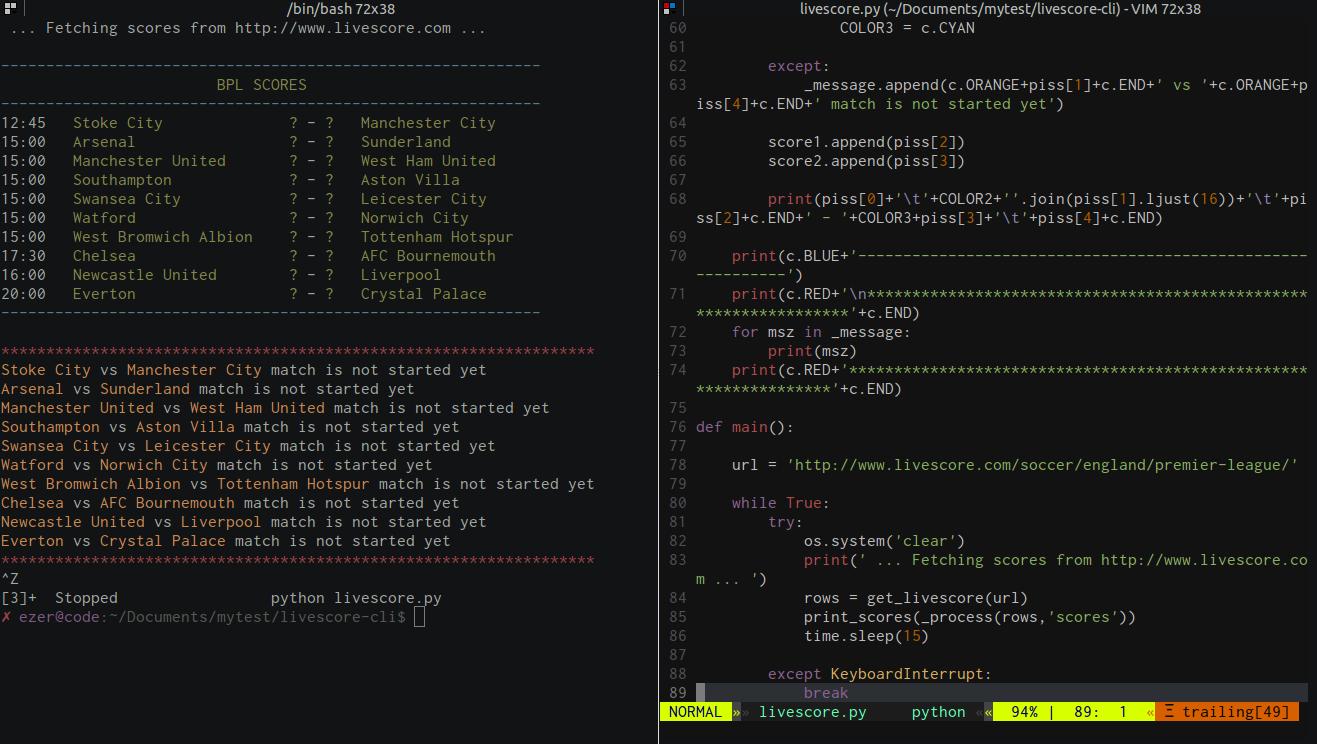 /bin/bash 72x38
... Fetching scores from http://www.livescore.com ...
------------------------------------------------------------
BPL SCORES
------------------------------------------------------------
12:45 Stoke City ? - ? Manchester City
15:00 Arsenal ? - ? Sunderland
15:00 Manchester United ? - ? West Ham United
15:00 Southampton ? - ? Aston Villa
15:00 Swansea City ? - ? Leicester City
15:00 Watford ? - ? Norwich City
15:00 West Bromwich Albion ? - ? Tottenham Hotspur
17:30 Chelsea ? - ? AFC Bournemouth
16:00 Newcastle United ? - ? Liverpool
20:00 Everton ? - ? Crystal Palace
------------------------------------------------------------
******************************************************************
Stoke City vs Manchester City match is not started yet
Arsenal vs Sunderland match is not started yet
Manchester United vs West Ham United match is not started yet
Southampton vs Aston Villa match is not started yet
Swansea City vs Leicester City match is not started yet
Watford vs Norwich City match is not started yet
West Bromwich Albion vs Tottenham Hotspur match is not started yet
Chelsea vs AFC Bournemouth match is not started yet
Newcastle United vs Liverpool match is not started yet
Everton vs Crystal Palace match is not started yet
******************************************************************
^Z
[3]+ Stopped python livescore.py
✗ ezer@code:~/Documents/mytest/livescore-cli$
livescore.py (~/Documents/mytest/livescore-cli) - VIM 72x38
60 COLOR3 = c.CYAN
61
62 except:
63 _message.append(c.ORANGE+piss[1]+c.END+' vs '+c.ORANGE+p
iss[4]+c.END+' match is not started yet')
64
65 score1.append(piss[2])
66 score2.append(piss[3])
67
68 print(piss[0]+'\t'+COLOR2+''.join(piss[1].ljust(16))+'\t'+pi
ss[2]+c.END+' - '+COLOR3+piss[3]+'\t'+piss[4]+c.END)
69
70 print(c.BLUE+'--------------------------------------------------
----------')
71 print(c.RED+'\n*************************************************
*****************'+c.END)
72 for msz in _message:
73 print(msz)
74 print(c.RED+'***************************************************
***************'+c.END)
75
76 def main():
77
78 url = 'http://www.livescore.com/soccer/england/premier-league/'
79
80 while True:
81 try:
82 os.system('clear')
83 print(' ... Fetching scores from http://www.livescore.co
m ... ')
84 rows = get_livescore(url)
85 print_scores(_process(rows,'scores'))
86 time.sleep(15)
87
88 except KeyboardInterrupt:
89 break
NORMAL » livescore.py python « 94% | 89: 1 « Ξ trailing[49]